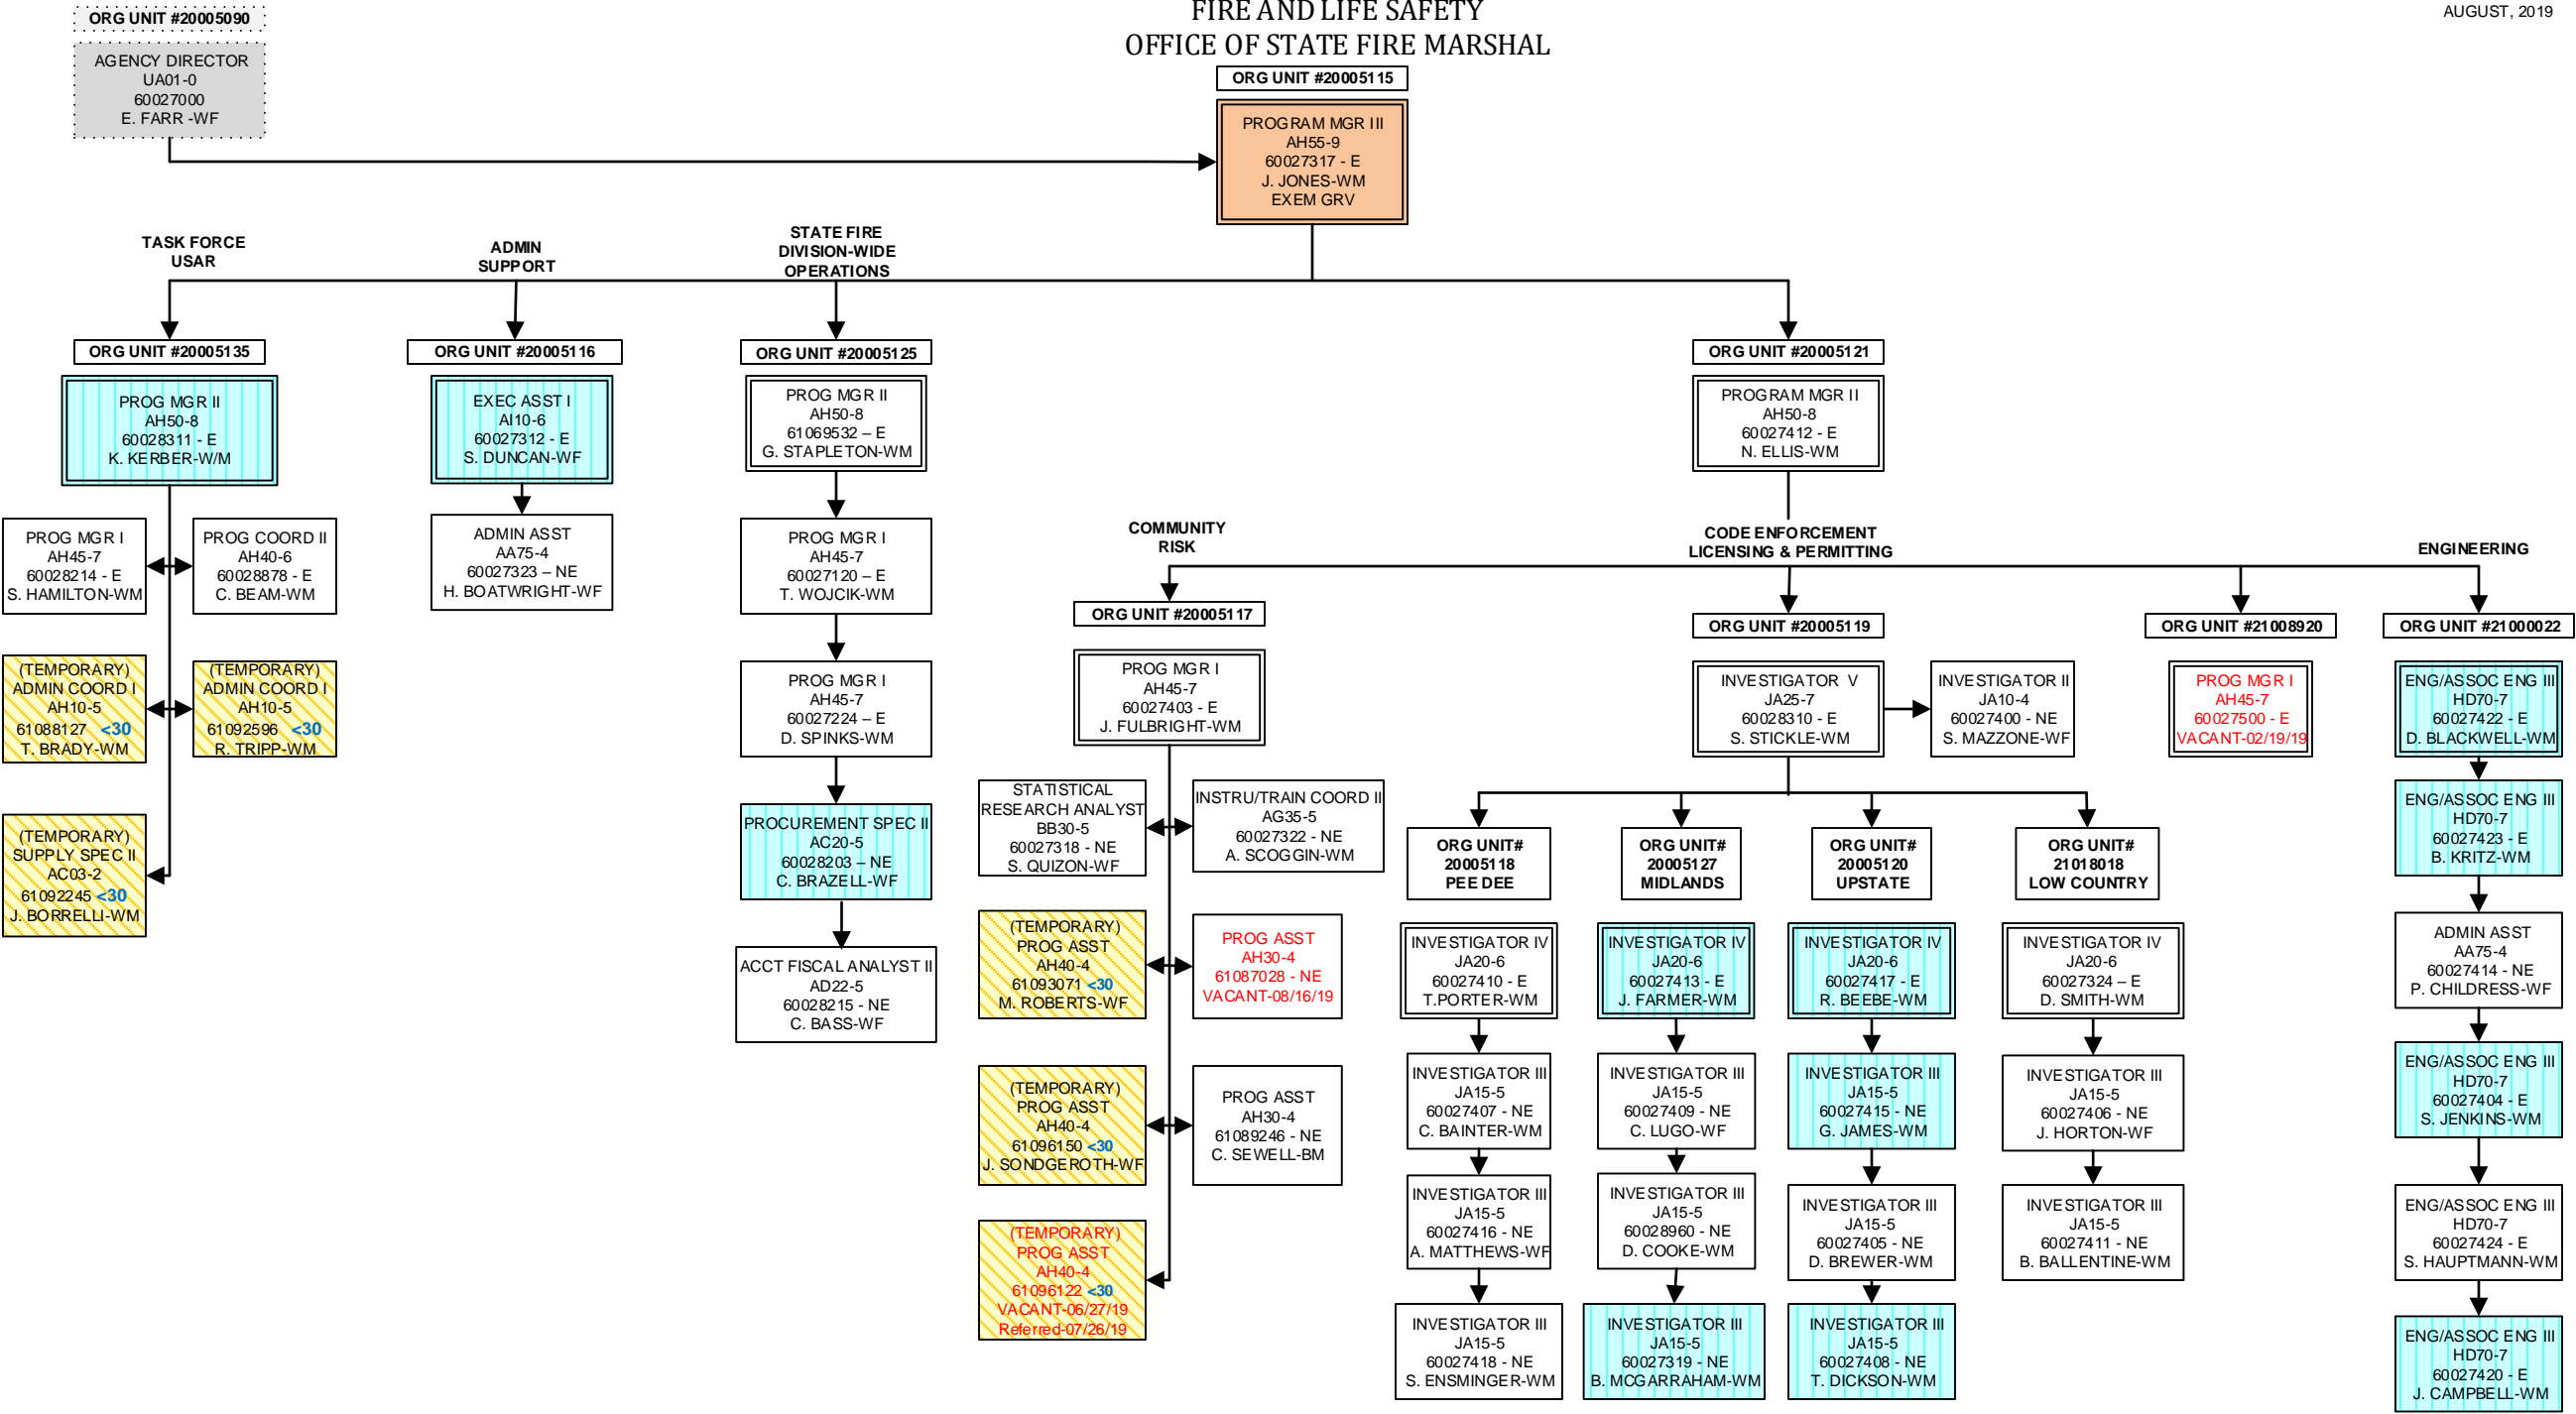 ORG UNIT #20005090
AGENCY DIRECTOR
UA01-0
60027000
E. FARR -WF
FIRE AND LIFE SAFETY
OFFICE OF STATE FIRE MARSHAL
AUGUST, 2019
ORG UNIT #20005115
PROGRAM MGR III
AH55-9
60027317 - E
J. JONES-WM
EXEM GRV
TASK FORCE
USAR
ADMIN
SUPPORT
STATE FIRE
DIVISION-WIDE
OPERATIONS
ORG UNIT #20005135
PROG MGR II
AH50-8
60028311 - E
K. KERBER-W/M
PROG MGR I
AH45-7
60028214 - E
S. HAMILTON-WM
PROG COORD II
AH40-6
60028878 - E
C. BEAM-WM
(TEMPORARY)
ADMIN COORD I
AH10-5
61088127 <30
T. BRADY-WM
(TEMPORARY)
ADMIN COORD I
AH10-5
61092596 <30
R. TRIPP-WM
(TEMPORARY)
SUPPLY SPEC II
AC03-2
61092245 <30
J. BORRELLI-WM
ORG UNIT #20005116
EXEC ASST I
AI10-6
60027312 - E
S. DUNCAN-WF
ADMIN ASST
AA75-4
60027323 – NE
H. BOATWRIGHT-WF
ORG UNIT #20005125
PROG MGR II
AH50-8
61069532 – E
G. STAPLETON-WM
PROG MGR I
AH45-7
60027120 – E
T. WOJCIK-WM
PROG MGR I
AH45-7
60027224 – E
D. SPINKS-WM
PROCUREMENT SPEC II
AC20-5
60028203 – NE
C. BRAZELL-WF
ACCT FISCAL ANALYST II
AD22-5
60028215 - NE
C. BASS-WF
ORG UNIT #20005121
PROGRAM MGR II
AH50-8
60027412 - E
N. ELLIS-WM
COMMUNITY
RISK
CODE ENFORCEMENT
LICENSING & PERMITTING
ENGINEERING
ORG UNIT #20005117
PROG MGR I
AH45-7
60027403 - E
J. FULBRIGHT-WM
STATISTICAL
RESEARCH ANALYST
BB30-5
60027318 - NE
S. QUIZON-WF
INSTRU/TRAIN COORD II
AG35-5
60027322 - NE
A. SCOGGIN-WM
(TEMPORARY)
PROG ASST
AH40-4
61093071 <30
M. ROBERTS-WF
PROG ASST
AH30-4
61087028 - NE
VACANT-08/16/19
(TEMPORARY)
PROG ASST
AH40-4
61096150 <30
J. SONDGEROTH-WF
PROG ASST
AH30-4
61089246 - NE
C. SEWELL-BM
(TEMPORARY)
PROG ASST
AH40-4
61096122 <30
VACANT-06/27/19
Referred-07/26/19
ORG UNIT #20005119
INVESTIGATOR V
JA25-7
60028310 - E
S. STICKLE-WM
INVESTIGATOR II
JA10-4
60027400 - NE
S. MAZZONE-WF
ORG UNIT#
20005118
PEE DEE
INVESTIGATOR IV
JA20-6
60027410 - E
T.PORTER-WM
INVESTIGATOR III
JA15-5
60027407 - NE
C. BAINTER-WM
INVESTIGATOR III
JA15-5
60027416 - NE
A. MATTHEWS-WF
INVESTIGATOR III
JA15-5
60027418 - NE
S. ENSMINGER-WM
ORG UNIT#
20005127
MIDLANDS
INVESTIGATOR IV
JA20-6
60027413 - E
J. FARMER-WM
INVESTIGATOR III
JA15-5
60027409 - NE
C. LUGO-WF
INVESTIGATOR III
JA15-5
60028960 - NE
D. COOKE-WM
INVESTIGATOR III
JA15-5
60027319 - NE
B. MCGARRAHAM-WM
ORG UNIT#
20005120
UPSTATE
INVESTIGATOR IV
JA20-6
60027417 - E
R. BEEBE-WM
INVESTIGATOR III
JA15-5
60027415 - NE
G. JAMES-WM
INVESTIGATOR III
JA15-5
60027405 - NE
D. BREWER-WM
INVESTIGATOR III
JA15-5
60027408 - NE
T. DICKSON-WM
ORG UNIT#
21018018
LOW COUNTRY
INVESTIGATOR IV
JA20-6
60027324 – E
D. SMITH-WM
INVESTIGATOR III
JA15-5
60027406 - NE
J. HORTON-WF
INVESTIGATOR III
JA15-5
60027411 - NE
B. BALLENTINE-WM
ORG UNIT #21008920
PROG MGR I
AH45-7
60027500 - E
VACANT-02/19/19
ORG UNIT #21000022
ENG/ASSOC ENG III
HD70-7
60027422 - E
D. BLACKWELL-WM
ENG/ASSOC ENG III
HD70-7
60027423 - E
B. KRITZ-WM
ADMIN ASST
AA75-4
60027414 - NE
P. CHILDRESS-WF
ENG/ASSOC ENG III
HD70-7
60027404 - E
S. JENKINS-WM
ENG/ASSOC ENG III
HD70-7
60027424 - E
S. HAUPTMANN-WM
ENG/ASSOC ENG III
HD70-7
60027420 - E
J. CAMPBELL-WM